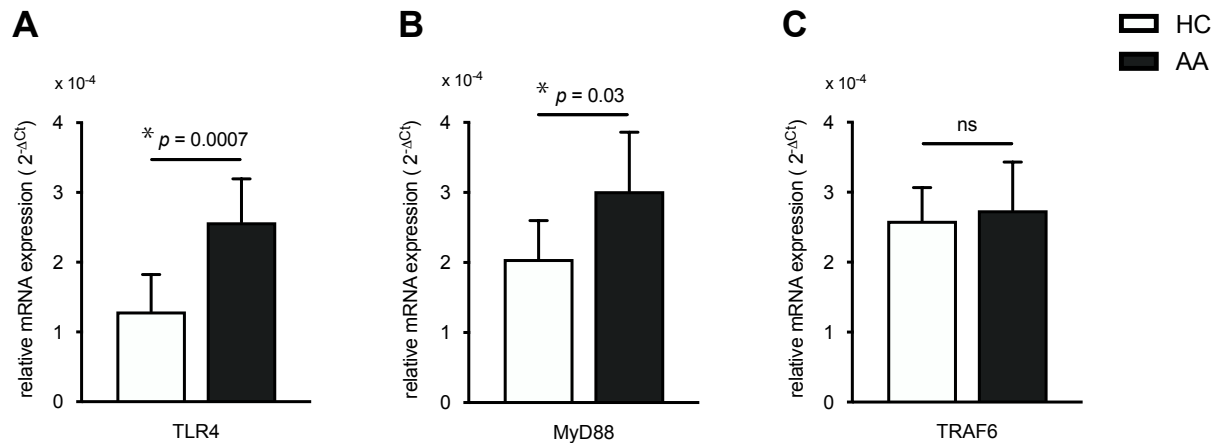 A
x 10-4
relative mRNA expression ( 2-ΔCt)
4
3
2
1
0
* p = 0.0007
TLR4
B
x 10-4
relative mRNA expression ( 2-ΔCt)
4
3
2
1
0
* p = 0.03
MyD88
C
x 10-4
relative mRNA expression ( 2-ΔCt)
4
3
2
1
0
ns
TRAF6
HC
AA